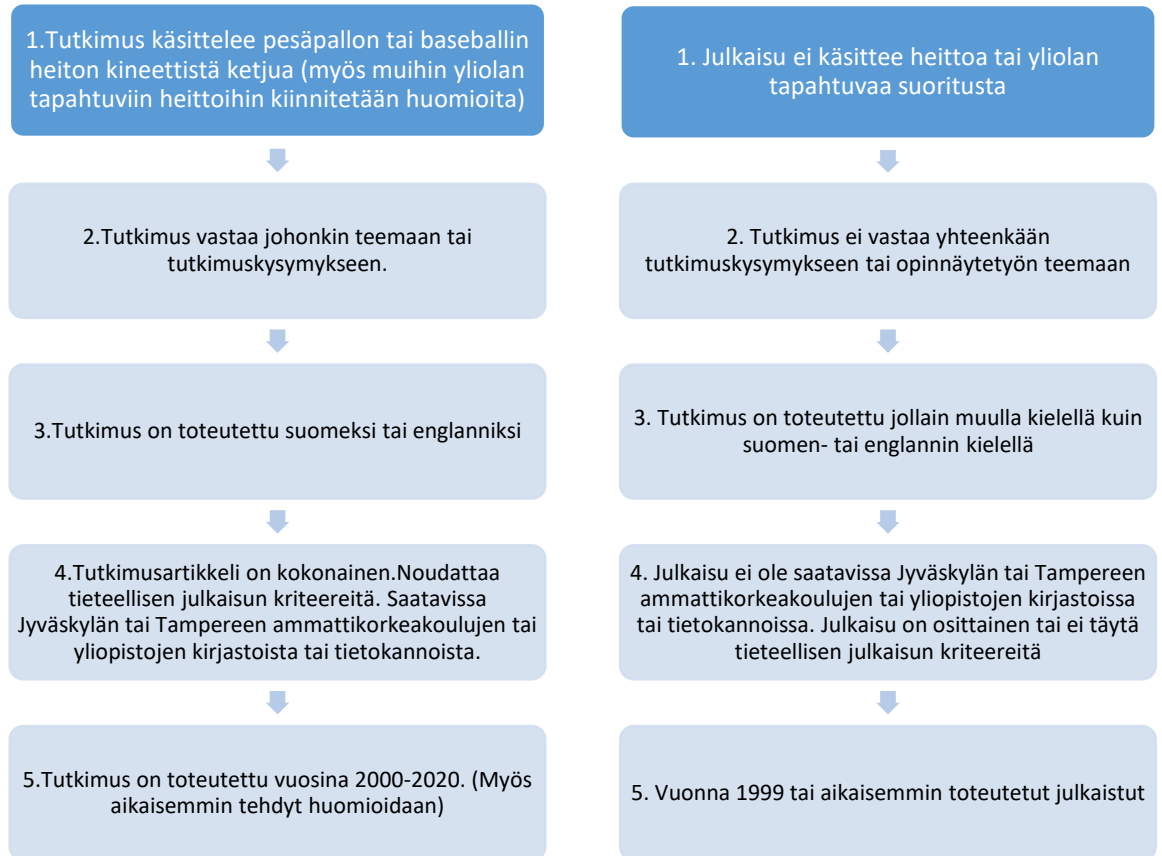 1.Tutkimus käsittelee pesäpallon tai baseballin
heiton kineettistä ketjua (myös muihin yliolan
tapahtuviin heittoihin kiinnitetään huomioita)
2.Tutkimus vastaa johonkin teemaan tai
tutkimuskysymykseen.
3.Tutkimus on toteutettu suomeksi tai englanniksi
4.Tutkimusartikkeli on kokonainen.Noudattaa
tieteellisen julkaisun kriteereitä. Saatavissa
Jyväskylän tai Tampereen ammattikorkeakoulujen tai
yliopistojen kirjastoista tai tietokannoista.
5.Tutkimus on toteutettu vuosina 2000-2020. (Myös
aikaisemmin tehdyt huomioidaan)
1. Julkaisu ei käsittee heittoa tai yliolan
tapahtuvaa suoritusta
2. Tutkimus ei vastaa yhteenkään
tutkimuskysymykseen tai opinnäytetyön teemaan
3. Tutkimus on toteutettu jollain muulla kielellä kuin
suomen- tai englannin kielellä
4. Julkaisu ei ole saatavissa Jyväskylän tai Tampereen
ammattikorkeakoulujen tai yliopistojen kirjastoissa
tai tietokannoissa. Julkaisu on osittainen tai ei täytä
tieteellisen julkaisun kriteereitä
5. Vuonna 1999 tai aikaisemmin toteutetut julkaistut